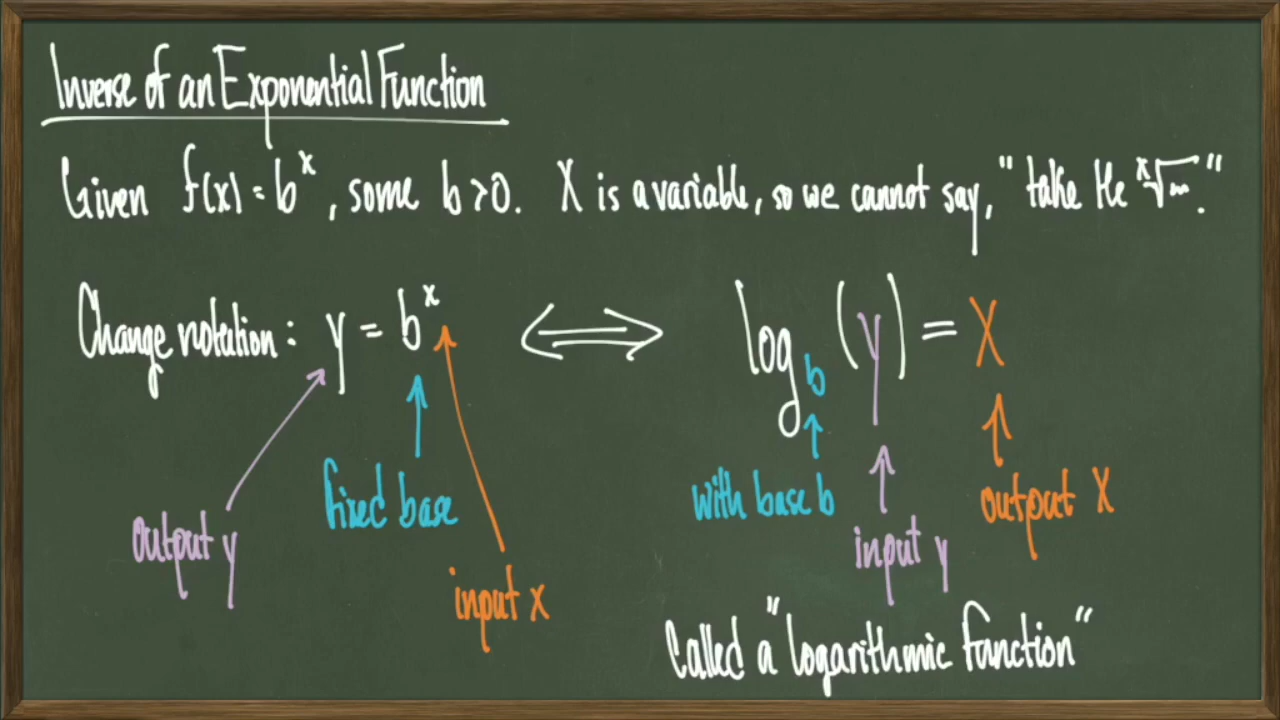 Inverse of an Exponential Function
Given f(x) = b^x, some b > 0. X is a variable, so we cannot say, "take the ˣ√m."
Change notation: y = b^x ⟺ log_b (y) = X
output y
fixed base
input x
with base b
input y
output X
Called a "logarithmic function"